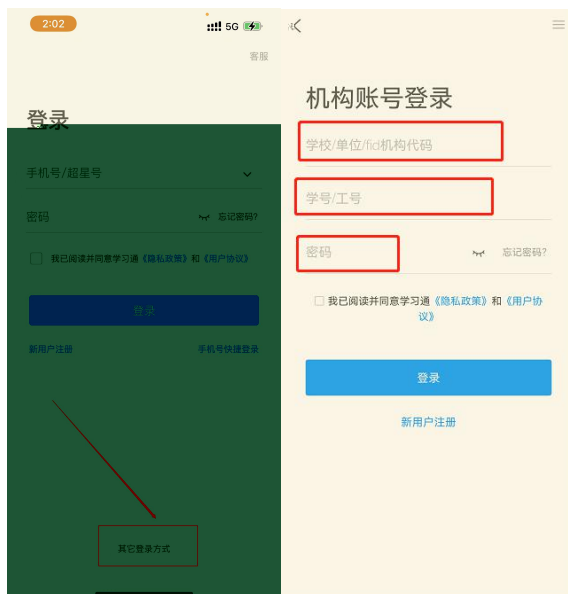 2:02
5G
客服
登录
手机号/超星号
密码
忘记密码?
我已阅读并同意学习通《隐私政策》和《用户协议》
登录
新用户注册
手机号快捷登录
其它登录方式
机构账号登录
学校/单位/fid机构代码
学号/工号
密码
忘记密码?
我已阅读并同意学习通《隐私政策》和《用户协
议》
登录
新用户注册